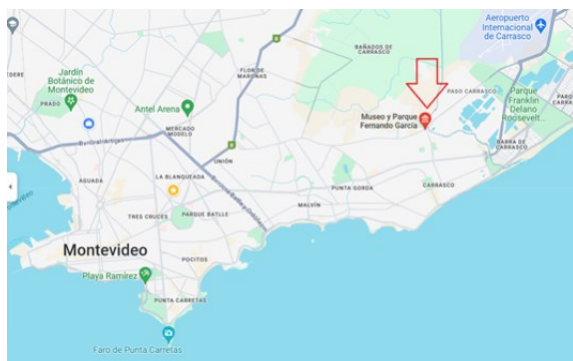 Aeropuerto
Internacional
de Carrasco
BAÑADOS DE
CARRASCO
FLOR DE
MAROÑAS
Jardín
Botánico de
Montevideo
PRADO
Antel Arena
MERCADO
MODELO
PASO CARRASCO
Parque
Franklin
Delano
Roosevelt...
Museo y Parque
Fernando García
BARRA DE
CARRASCO
UNIÓN
AGUADA
LA BLANQUEADA
PUNTA GORDA
CARRASCO
TRES CRUCES
PARQUE BATLLE
MALVÍN
Montevideo
POCITOS
Playa Ramírez
PUNTA CARRETAS
Faro de Punta Carretas